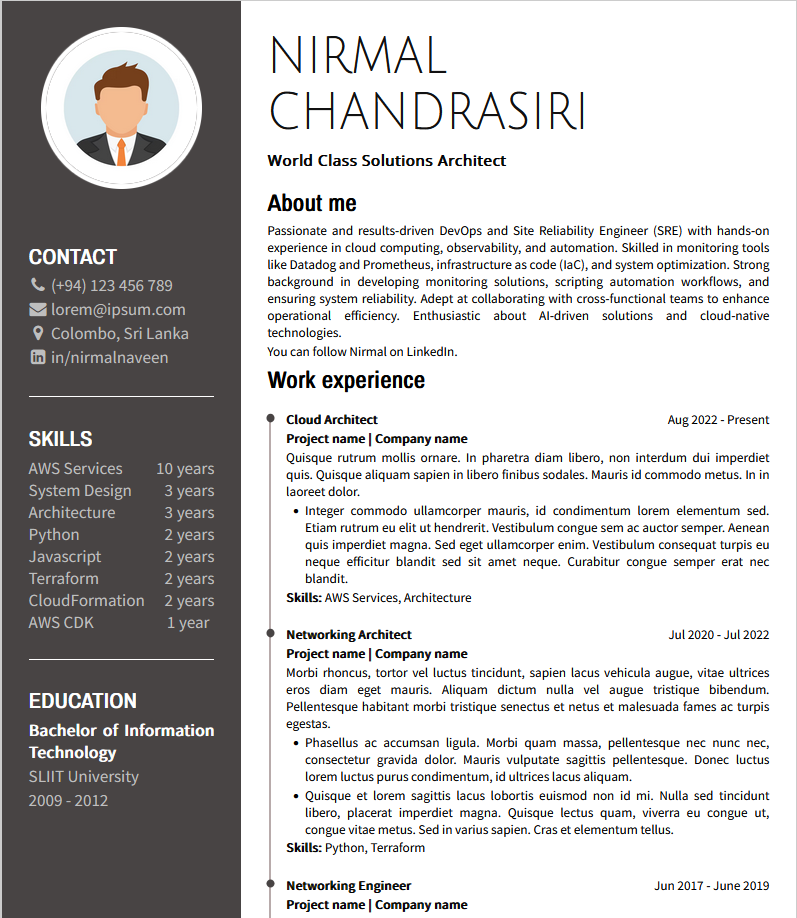 NIRMAL
CHANDRASIRI
World Class Solutions Architect
CONTACT
(+94) 123 456 789
lorem@ipsum.com
Colombo, Sri Lanka
in/nirmalnaveen
SKILLS
AWS Services 10 years
System Design 3 years
Architecture 3 years
Python 2 years
Javascript 2 years
Terraform 2 years
CloudFormation 2 years
AWS CDK 1 year
EDUCATION
Bachelor of Information
Technology
SLIIT University
2009 - 2012
About me
Passionate and results-driven DevOps and Site Reliability Engineer (SRE) with hands-on
experience in cloud computing, observability, and automation. Skilled in monitoring tools
like Datadog and Prometheus, infrastructure as code (IaC), and system optimization. Strong
background in developing monitoring solutions, scripting automation workflows, and
ensuring system reliability. Adept at collaborating with cross-functional teams to enhance
operational efficiency. Enthusiastic about AI-driven solutions and cloud-native
technologies.
You can follow Nirmal on LinkedIn.
Work experience
Cloud Architect Aug 2022 - Present
Project name | Company name
Quisque rutrum mollis ornare. In pharetra diam libero, non interdum dui imperdiet
quis. Quisque aliquam sapien in libero finibus sodales. Mauris id commodo metus. In in
laoreet dolor.
• Integer commodo ullamcorper mauris, id condimentum lorem elementum sed.
Etiam rutrum eu elit ut hendrerit. Vestibulum congue sem ac auctor semper. Aenean
quis imperdiet magna. Sed eget ullamcorper enim. Vestibulum consequat turpis eu
neque efficitur blandit sed sit amet neque. Curabitur congue semper erat nec
blandit.
Skills: AWS Services, Architecture
Networking Architect Jul 2020 - Jul 2022
Project name | Company name
Morbi rhoncus, tortor vel luctus tincidunt, sapien lacus vehicula augue, vitae ultrices
eros diam eget mauris. Aliquam dictum nulla vel augue tristique bibendum.
Pellentesque habitant morbi tristique senectus et netus et malesuada fames ac turpis
egestas.
• Phasellus ac accumsan ligula. Morbi quam massa, pellentesque nec nunc nec,
consectetur gravida dolor. Mauris vulputate sagittis pellentesque. Donec luctus
lorem luctus purus condimentum, id ultrices lacus aliquam.
• Quisque et lorem sagittis lacus lobortis euismod non id mi. Nulla sed tincidunt
libero, placerat imperdiet magna. Quisque lectus quam, viverra eu congue ut,
congue vitae metus. Sed in varius sapien. Cras et elementum tellus.
Skills: Python, Terraform
Networking Engineer Jun 2017 - June 2019
Project name | Company name